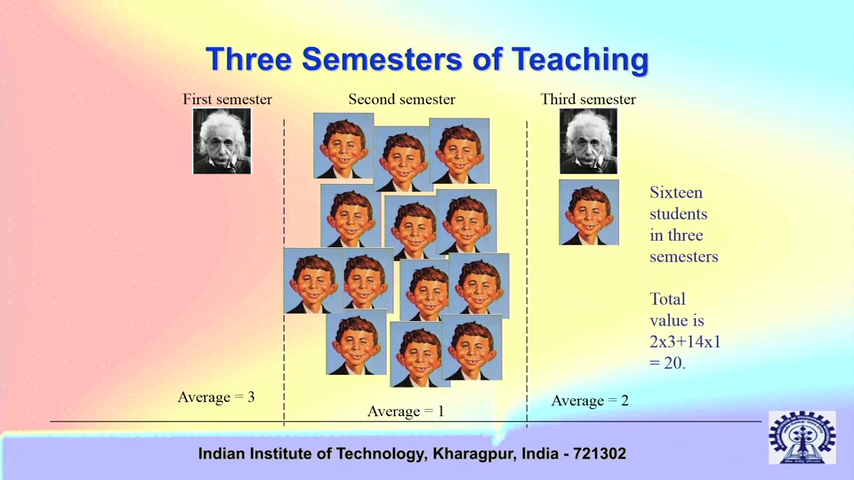 Three Semesters of Teaching
First semester
Second semester
Third semester
Sixteen
students
in three
semesters
Total
value is
2x3+14x1
= 20.
Average = 3
Average = 1
Average = 2
Indian Institute of Technology, Kharagpur, India - 721302